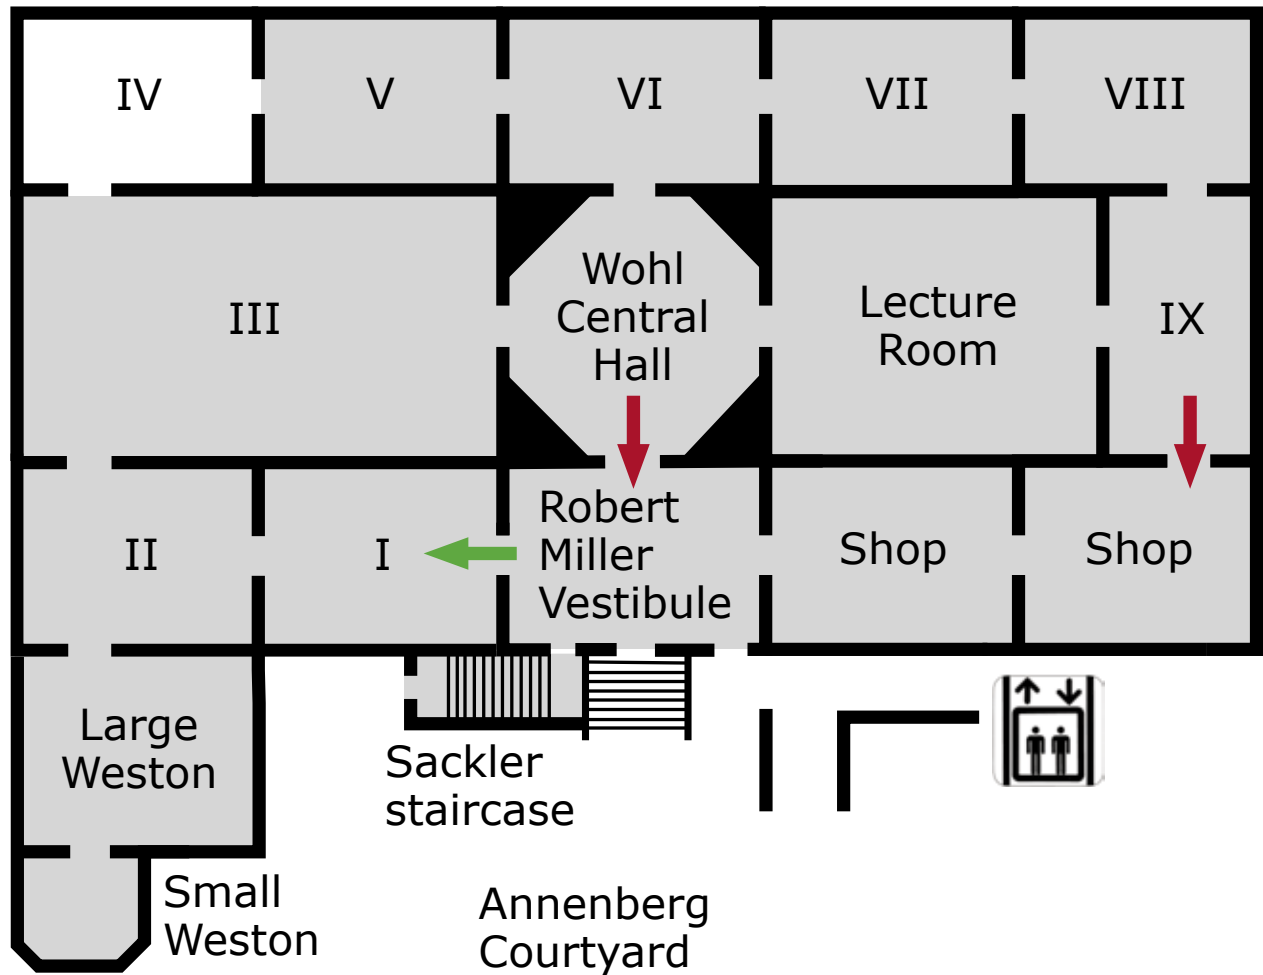 IV
V
VI
VII
VIII
III
Wohl
Central
Hall
Lecture
Room
IX
II
I
Robert
Miller
Vestibule
Shop
Shop
Large
Weston
Sackler
staircase
Small
Weston
Annenberg
Courtyard